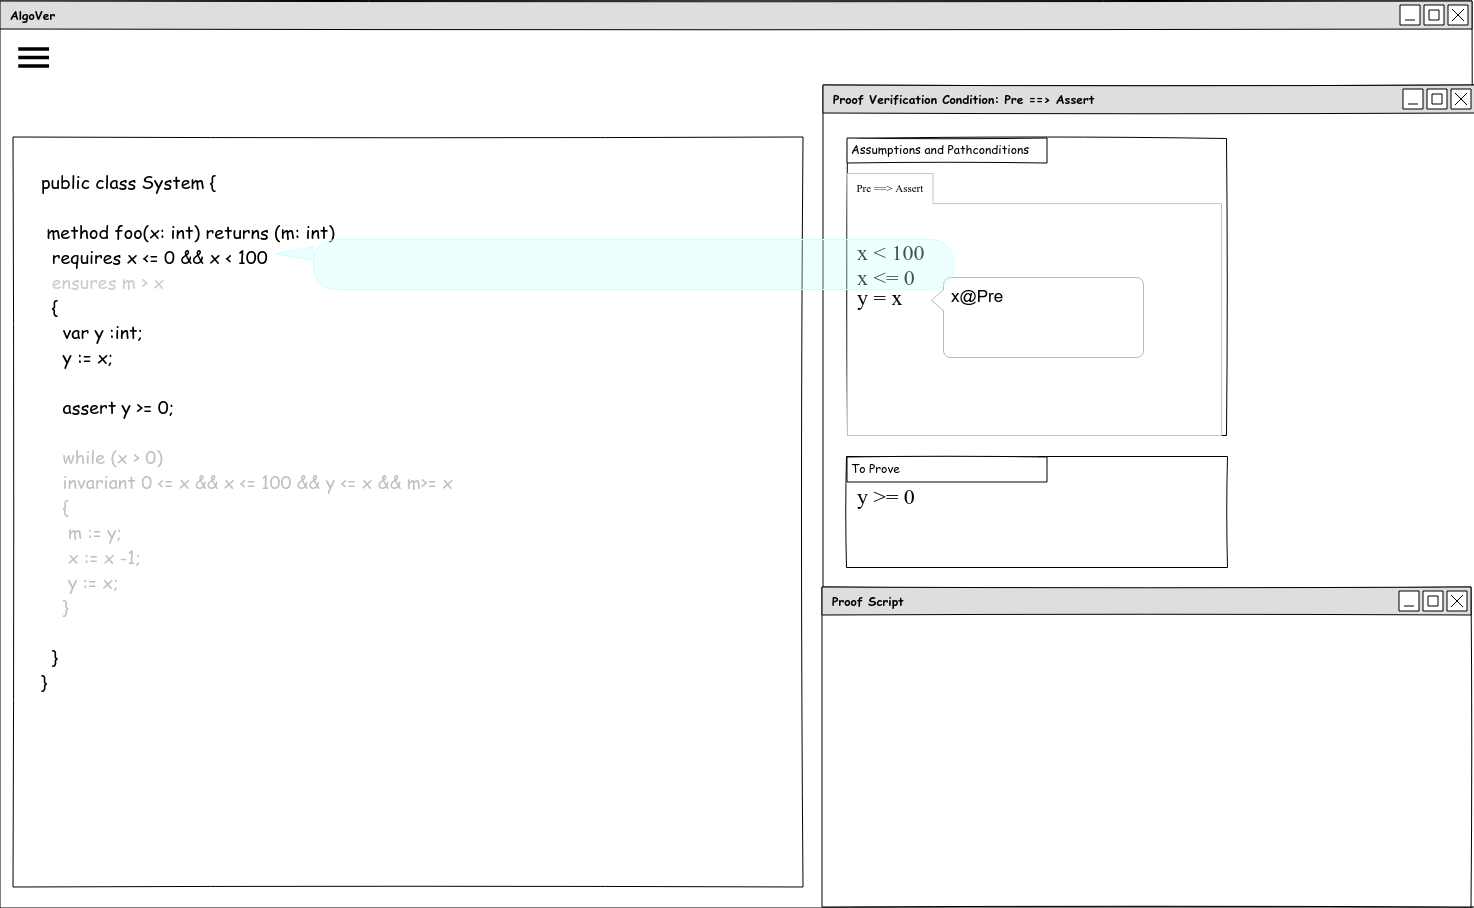 AlgoVer
public class System {
method foo(x: int) returns (m: int)
requires x <= 0 && x < 100
ensures m > x
{
var y :int;
y := x;
assert y >= 0;
while (x > 0)
invariant 0 <= x && x <= 100 && y <= x && m>= x
{
m := y;
x := x -1;
y := x;
}
}
}
Proof Verification Condition: Pre ==> Assert
Assumptions and Pathconditions
Pre ==> Assert
x < 100
x <= 0
y = x
x@Pre
To Prove
y >= 0
Proof Script